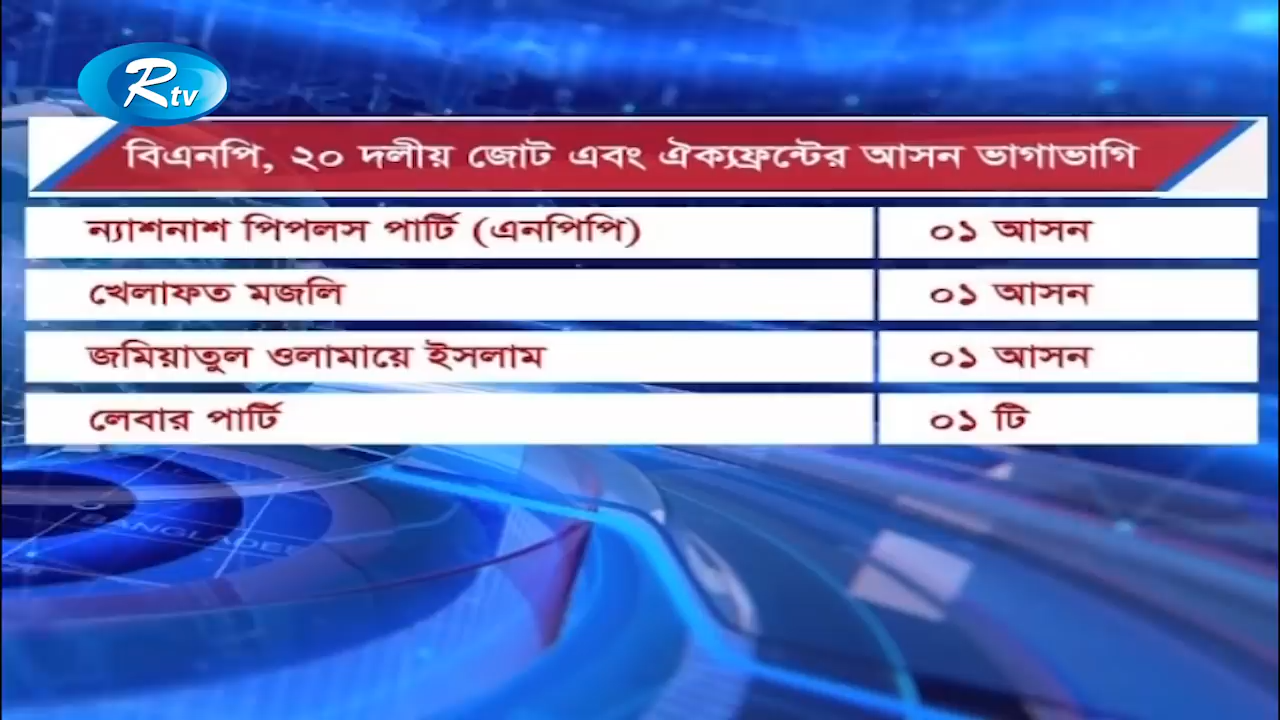 Rtv
বিএনপি, ২০ দলীয় জোট এবং ঐক্যফ্রন্টের আসন ভাগাভাগি
ন্যাশনাশ পিপলস পার্টি (এনপিপি) ০১ আসন
খেলাফত মজলি ০১ আসন
জমিয়াতুল ওলামায়ে ইসলাম ০১ আসন
লেবার পার্টি ০১ টি